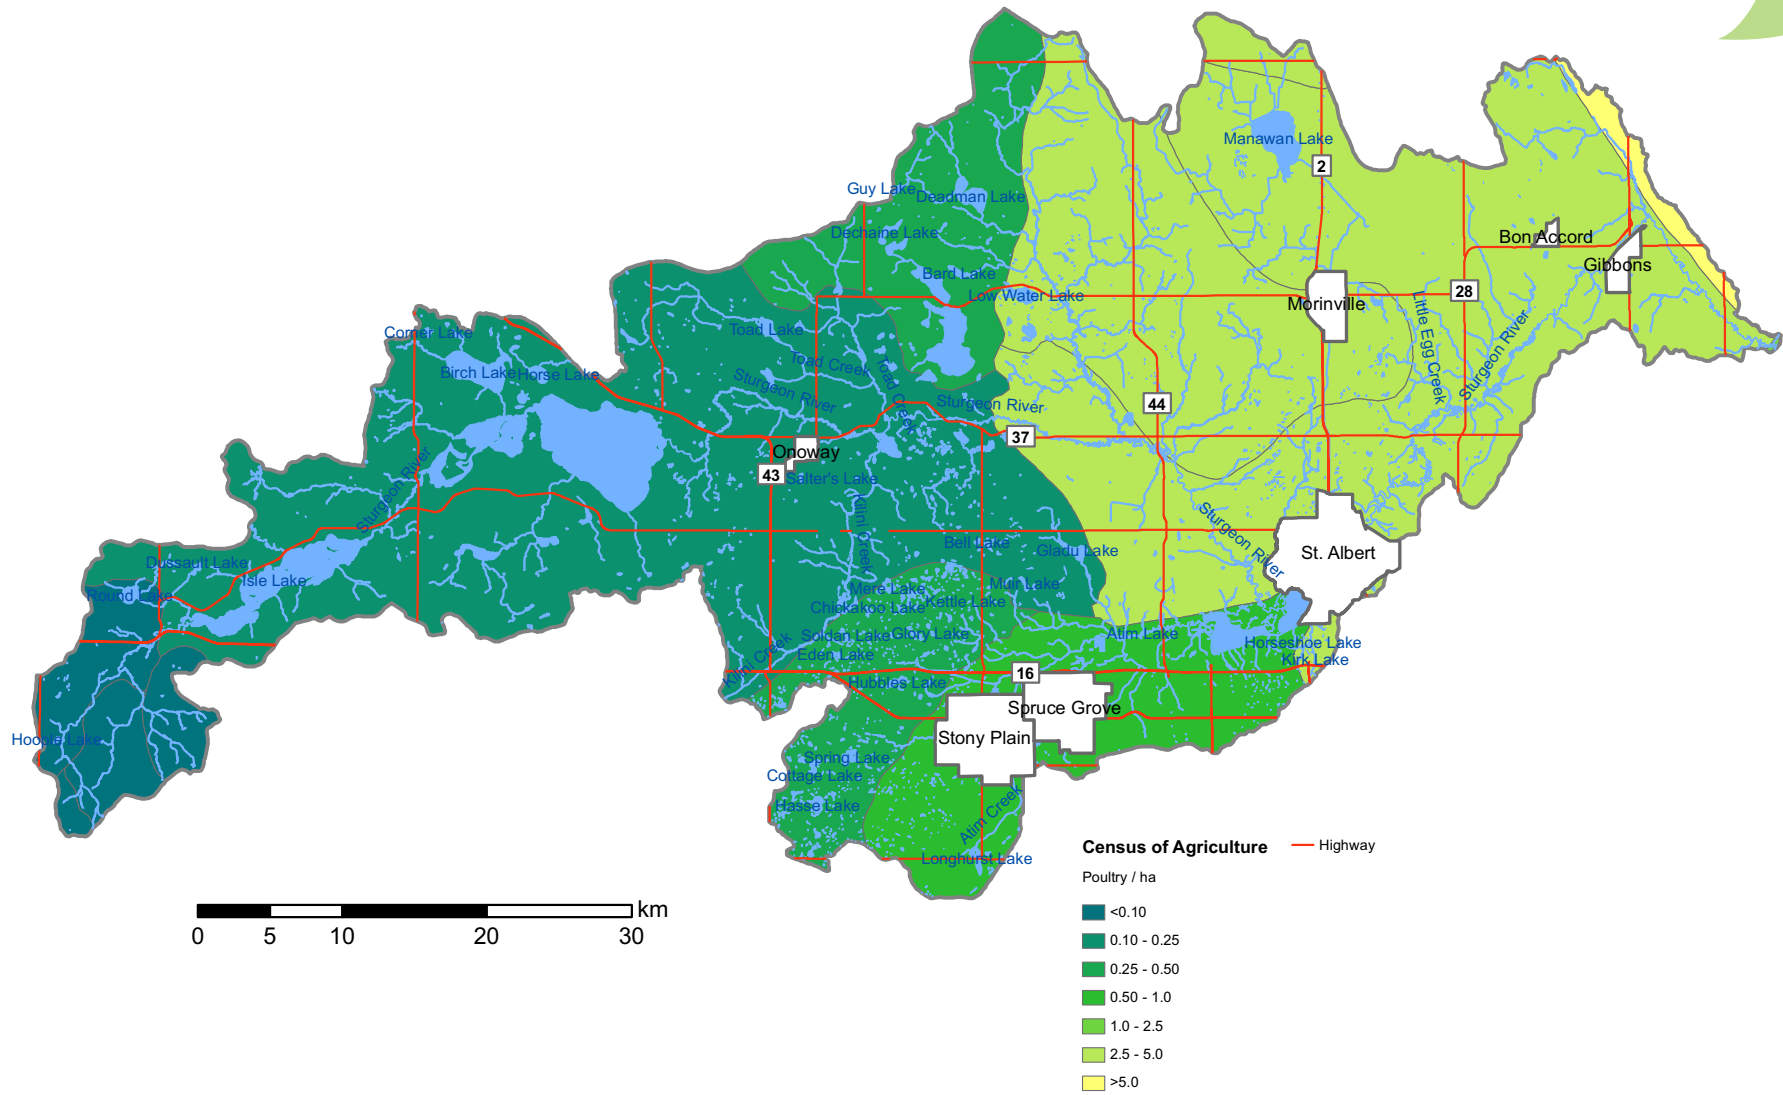 Manawan Lake
2
Guy Lake
Deadman Lake
Dechaine Lake
Bon Accord
Gibbons
Bard Lake
Low Water Lake
28
Morinville
Little Egg Creek
Sturgeon River
Corner Lake
Toad Lake
Toad Creek
Toad Creek
Birch Lake
Horse Lake
Sturgeon River
Sturgeon River
44
37
Onoway
43
Salter's Lake
Sturgeon River
Kilini Creek
Sturgeon River
Bell Lake
Gladu Lake
St. Albert
Dussault Lake
Isle Lake
Round Lake
Mere Lake
Muir Lake
Kettle Lake
Chickakoo Lake
Soldan Lake
Glory Lake
Atim Lake
Horseshoe Lake
Eden Lake
Kirk Lake
Kilini Creek
16
Hubbles Lake
Spruce Grove
Stony Plain
Hoople Lake
Spring Lake
Cottage Lake
Hasse Lake
Atim Creek
Longhurst Lake
Census of Agriculture
Highway
Poultry / ha
<0.10
0.10 - 0.25
0.25 - 0.50
0.50 - 1.0
1.0 - 2.5
2.5 - 5.0
>5.0
km
0 5 10 20 30